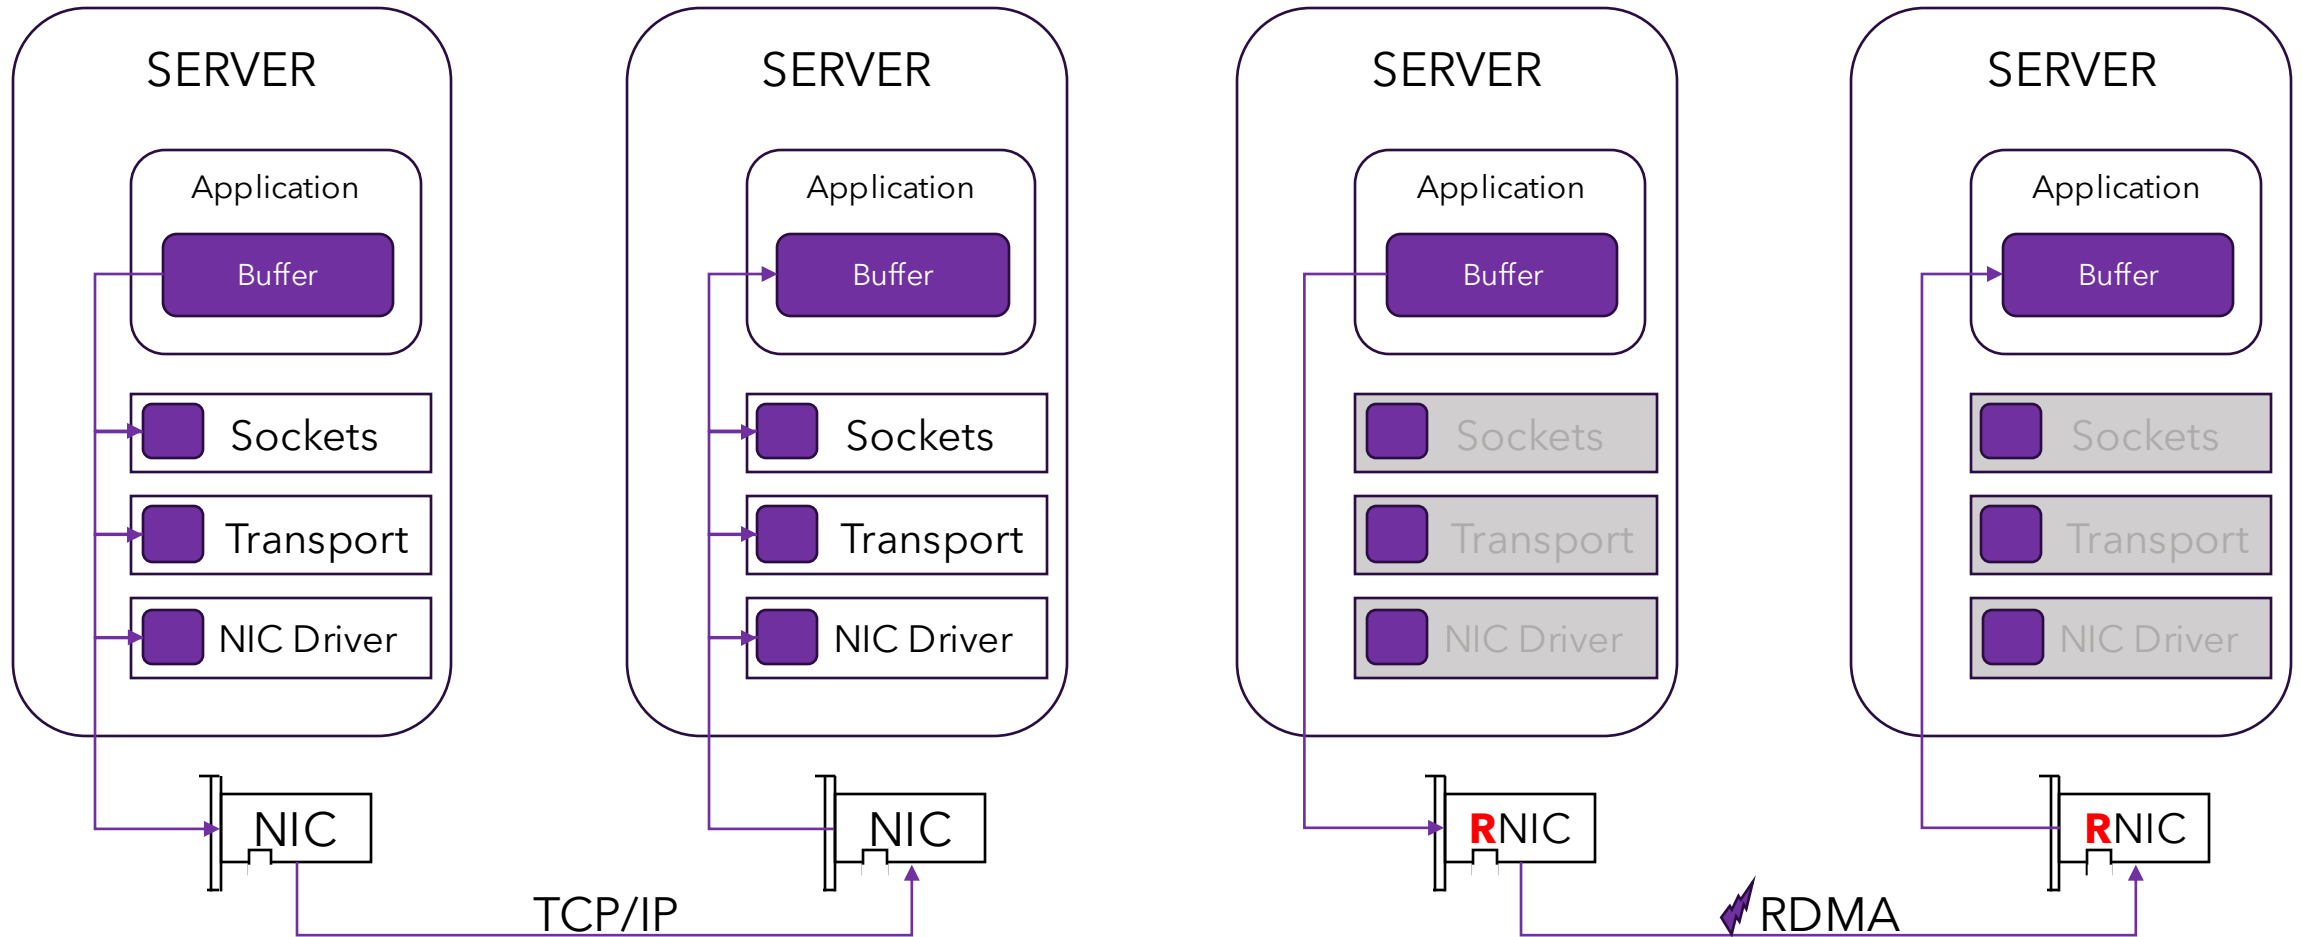 SERVER
Application
Buffer
Sockets
Transport
NIC Driver
NIC
SERVER
Application
Buffer
Sockets
Transport
NIC Driver
NIC
TCP/IP
SERVER
Application
Buffer
Sockets
Transport
NIC Driver
RNIC
SERVER
Application
Buffer
Sockets
Transport
NIC Driver
RNIC
RDMA